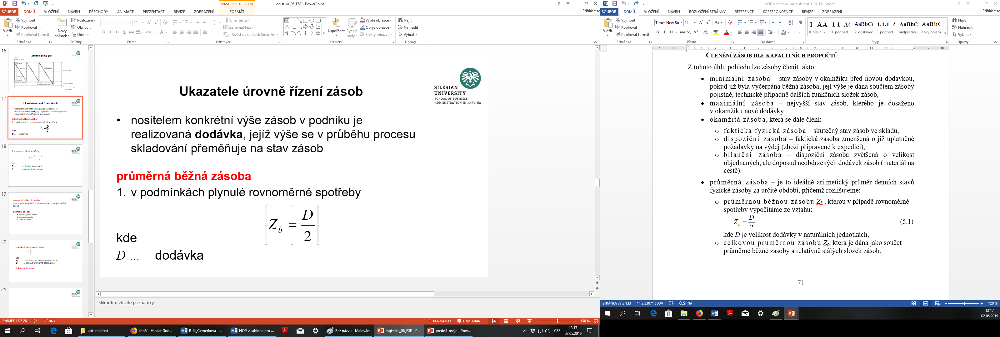 logistika_06_ESF - PowerPoint
NÁSTROJE KRESLENÍ
SOUBOR DOMŮ VLOŽENÍ NÁVRH PŘECHODY ANIMACE PREZENTACE REVIZE ZOBRAZENÍ FORMÁT
Přihlásit se
Vložit
Vyjmout
Kopírovat
Kopírovat formát
Schránka
Nový snímek
Rozložení
Obnovit
Oddíl
Snímky
22
Písmo
Směr textu
Zarovnat text
Převést na obrázek SmartArt
Odstavec
Uspořádat
Rychlé styly
Výplň obrazce
Obrys obrazce
Efekty obrazce
Kreslení
Najít
Nahradit
Vybrat
Úpravy
16
Základní pilový graf
17
Ukazatele úrovně řízení zásob
• nositelem konkrétní výše zásob v podniku je
realizovaná dodávka, jejíž výše se v průběhu procesu
skladování přeměňuje na stav zásob
průměrná běžná zásoba
1. v podmínkách plynulé rovnoměrné spotřeby
Z_b = D/2
kde
D ... dodávka
18
2. u nerovnoměrné spotřeby
kde
... minimální stav zásob
... maximální stav zásob
19
průměrná celková zásoba
součet průměrné běžné zásoby a všech stálých složek
zásob
okamžitá zásoba:
faktická fyzická zásoba
dispoziční zásoba
bilanční zásoba
20
obrátka (obrátkovost) zásob
kde
... spotřeba za sledované období [Kč]
... celková průměrná zásoba [Kč]
doba obratu zásob
21
SILESIAN
UNIVERSITY
SCHOOL OF BUSINESS
ADMINISTRATION IN KARVINA
Ukazatele úrovně řízení zásob
• nositelem konkrétní výše zásob v podniku je
realizovaná dodávka, jejíž výše se v průběhu procesu
skladování přeměňuje na stav zásob
průměrná běžná zásoba
1. v podmínkách plynulé rovnoměrné spotřeby
Z_b = D/2
kde
D ... dodávka
Kliknutím vložíte poznámky.
SNÍMEK 17 Z 28 ČEŠTINA POZNÁMKY KOMENTÁŘE 130 %
aktualni text
zboží - Hledat Goo...
B-III_Cemerkova - ...
NOP v sablone pro ...
Bez názvu - Malování
logistika_06_ESF - P...
predn3-moje - Pow...
CES
13:17
02.05.2019
NOP v sablone pro tisk cast 1 19_11 - Word
SOUBOR DOMŮ VLOŽENÍ NÁVRH ROZLOŽENÍ STRÁNKY REFERENCE KORESPONDENCE REVIZE ZOBRAZENÍ
Přihlásit se
Vložit
Vyjmout
Kopírovat
Kopírovat formát
Schránka
Times New Ro 14
Písmo
Odstavec
1 AA 1.1 Aa AaBbCc 1.1.1 A AaBbC AaBbC
0_hlavní k... 1_podnad... 2_odstavec 3_podnad... nadpis tab... novy pojem
Styly
Najít
Nahradit
Vybrat
Úpravy
2 1 1 2 3 4 5 6 7 8 9 10 11 12 13 14 15 17 18
ČLENĚNÍ ZÁSOB DLE KAPACITNÍCH PROPOČTŮ
Z tohoto úhlu pohledu lze zásoby členit takto:
• minimální zásoba – stav zásoby v okamžiku před novou dodávkou,
pokud již byla vyčerpána běžná zásoba, její výše je dána součtem zásoby
pojistné, technické případně dalších funkčních složek zásob,
• maximální zásoba – nejvyšší stav zásob, kterého je dosaženo
v okamžiku nové dodávky,
• okamžitá zásoba, která se dále člení:
o faktická fyzická zásoba – skutečný stav zásob ve skladu,
o dispoziční zásoba – faktická zásoba zmenšená o již uplatněné
požadavky na výdej (zboží připravené k expedici),
o bilanční zásoba – dispoziční zásoba zvětšená o velikost
objednaných, ale doposud neobdržených dodávek zásob (materiál na
cestě).
• průměrná zásoba – je to ideálně aritmetický průměr denních stavů
fyzické zásoby za určité období, přičemž rozlišujeme:
o průměrnou běžnou zásobu Z_b , kterou v případě rovnoměrné
spotřeby vypočítáme ze vztahu:
Z_b = D/2 (5.1)
kde D je velikost dodávky v naturálních jednotkách,
o celkovou průměrnou zásobu Z_c, která je dána jako součet
průměrné běžné zásoby a relativně stálých složek zásob.
71
STRÁNKA 77 Z 133 14 Z 33071 SLOV ČEŠTINA 120 %
13:17
02.05.2019